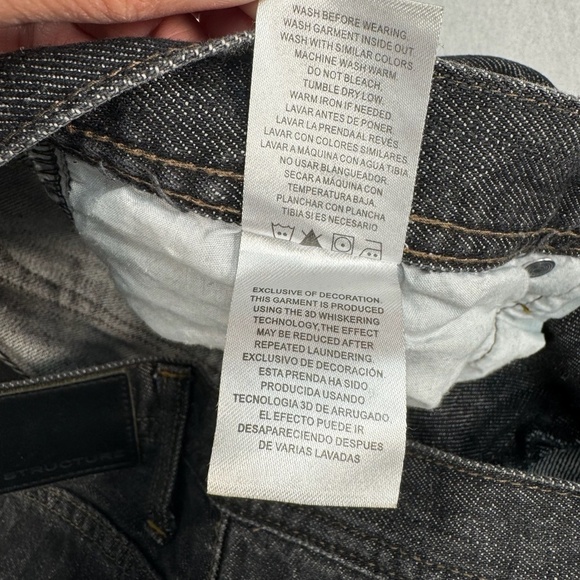 WASH BEFORE WEARING.
WASH GARMENT INSIDE OUT.
WASH WITH SIMILAR COLORS
MACHINE WASH WARM.
DO NOT BLEACH.
TUMBLE DRY LOW.
WARM IRON IF NEEDED.
LAVAR ANTES DE PONER
LAVAR LA PRENDA AL REVÉS
LAVAR CON COLORES SIMILARES.
LAVAR A MÁQUINA CON AGUA TIBIA.
NO USAR BLANQUEADOR.
SECAR A MÁQUINA CON
TEMPERATURA BAJA.
PLANCHAR CON PLANCHA
TIBIA SI ES NECESARIO
EXCLUSIVE OF DECORATION.
THIS GARMENT IS PRODUCED
USING THE 3D WHISKERING
TECHNOLOGY, THE EFFECT
MAY BE REDUCED AFTER
REPEATED LAUNDERING.
EXCLUSIVO DE DECORACIÓN.
ESTA PRENDA HA SIDO
PRODUCIDA USANDO
TECNOLOGIA 3D DE ARRUGADO,
EL EFECTO PUEDE IR
DESAPARECIENDO DESPUES
DE VARIAS LAVADAS
STRUCTURE